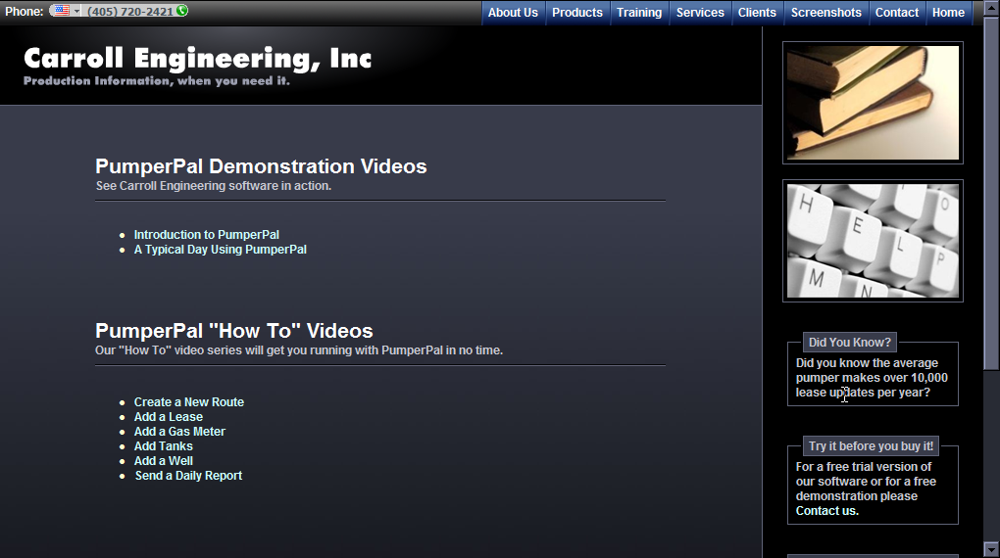 Phone: (405) 720-2421
About Us Products Training Services Clients Screenshots Contact Home
Carroll Engineering, Inc
Production Information, when you need it.
PumperPal Demonstration Videos
See Carroll Engineering software in action.
Introduction to PumperPal
A Typical Day Using PumperPal
PumperPal "How To" Videos
Our "How To" video series will get you running with PumperPal in no time.
Create a New Route
Add a Lease
Add a Gas Meter
Add Tanks
Add a Well
Send a Daily Report
H
O
E
L
P
M
N
Did You Know?
Did you know the average
pumper makes over 10,000
lease updates per year?
Try it before you buy it!
For a free trial version of
our software or for a free
demonstration please
Contact us.